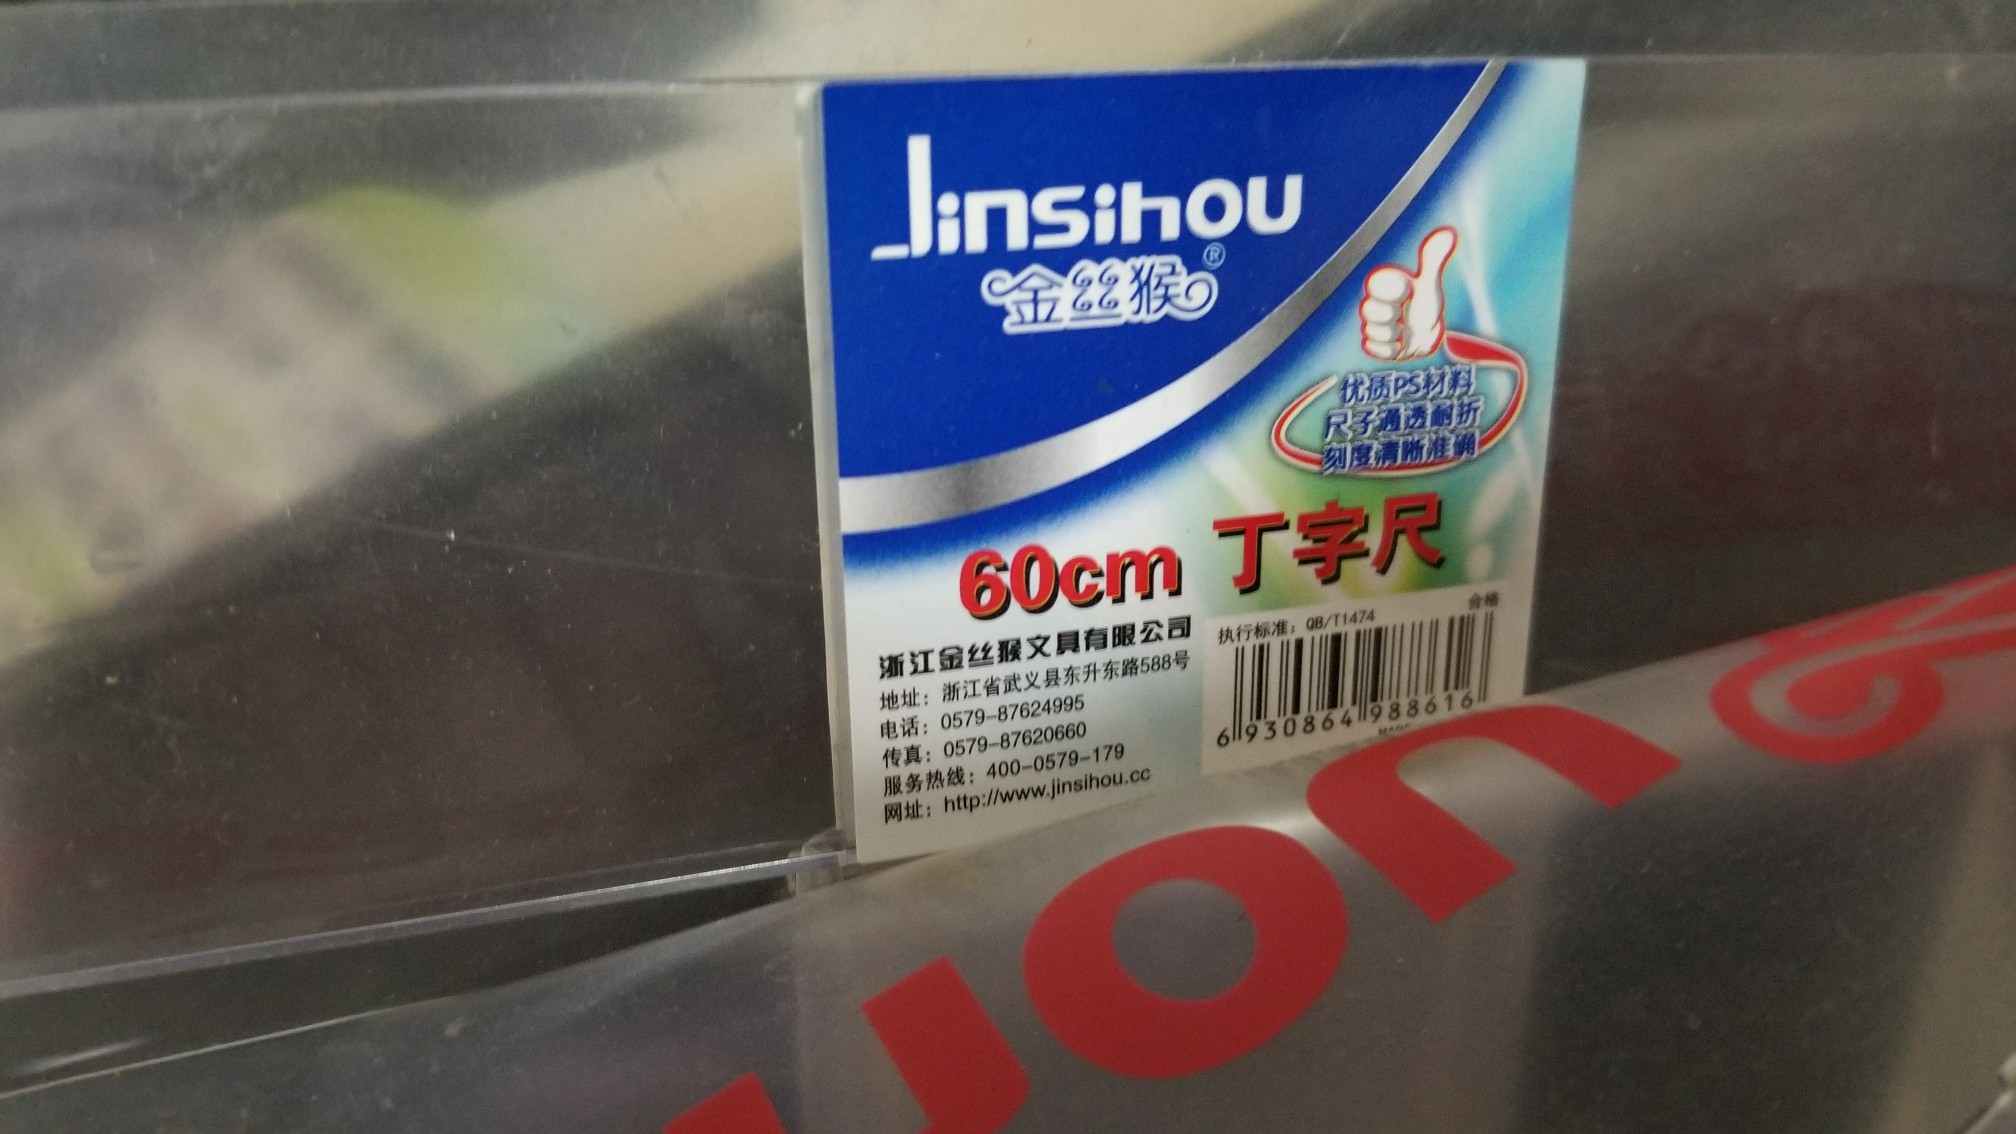 Jinsihou
金丝猴®
优质PS材料
尺子通透耐折
刻度清晰准确
60cm 丁字尺
浙江金丝猴文具有限公司
地址：浙江省武义县东升东路588号
电话：0579-87624995
传真：0579-87620660
服务热线：400-0579-179
网址：http://www.jinsihou.cc
合格
执行标准：QB/T1474
6930864988616